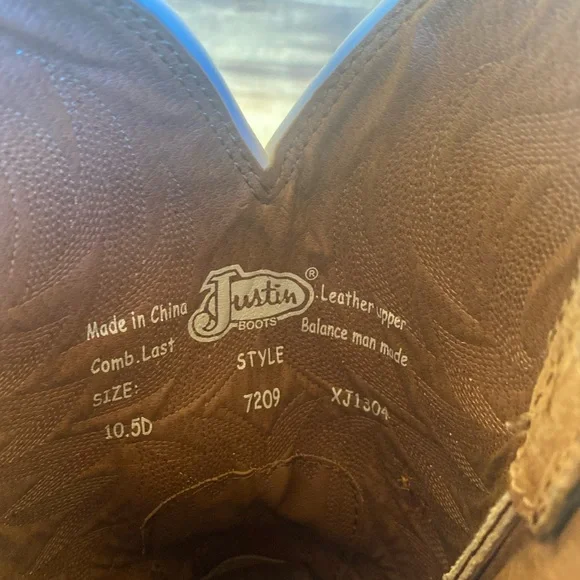 Justin®
BOOTS
Made in China
Leather upper
Comb.Last
STYLE
Balance man made
SIZE:
7209
XJ1304
10.5D